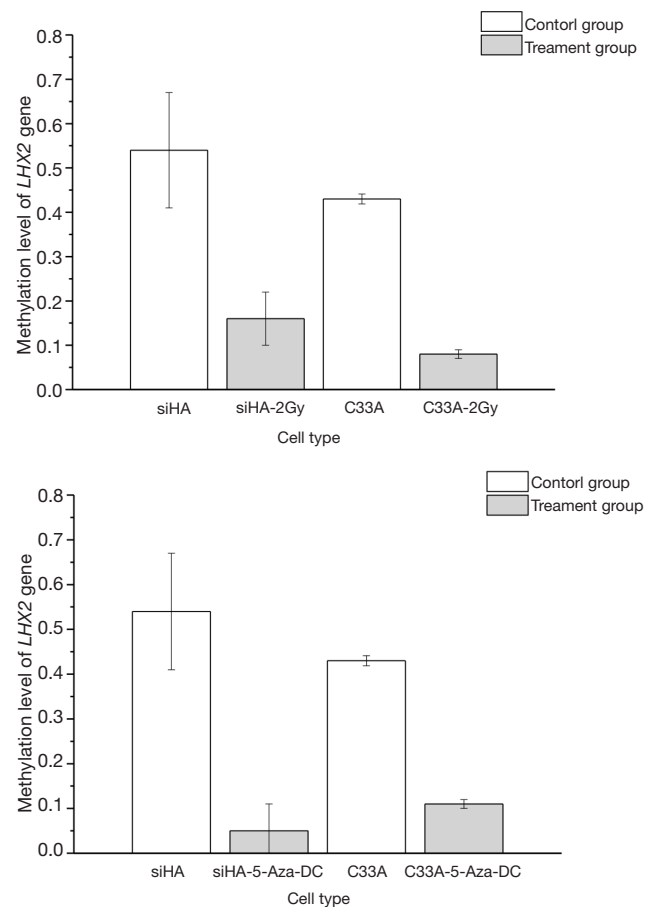 Contorl group
Treament group
0.8
0.7
0.6
0.5
0.4
0.3
0.2
0.1
0.0
Methylation level of LHX2 gene
siHA siHA-2Gy C33A C33A-2Gy
Cell type
Contorl group
Treament group
0.8
0.7
0.6
0.5
0.4
0.3
0.2
0.1
0.0
Methylation level of LHX2 gene
siHA siHA-5-Aza-DC C33A C33A-5-Aza-DC
Cell type